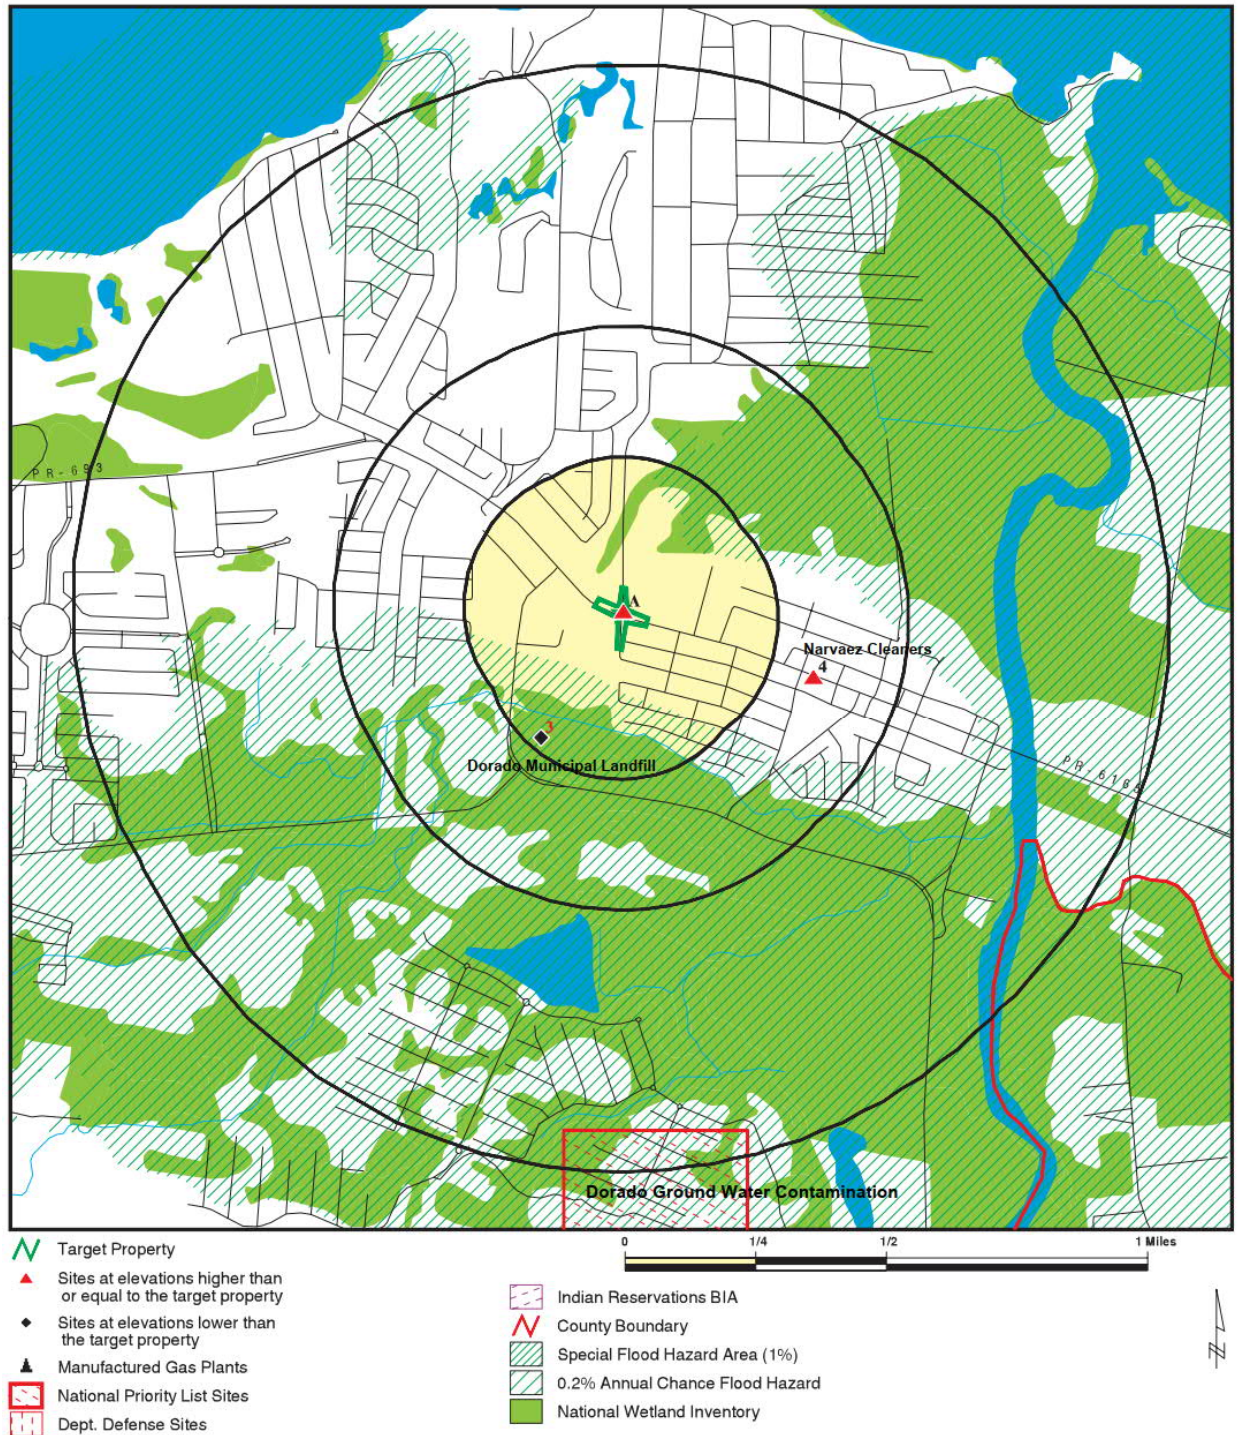 PR-693
A
Narvaez Cleaners
4
3
Dorado Municipal Landfill
PR-6165
Dorado Ground Water Contamination
0 1/4 1/2 1 Miles
Target Property
Sites at elevations higher than
or equal to the target property
Sites at elevations lower than
the target property
Manufactured Gas Plants
National Priority List Sites
Dept. Defense Sites
Indian Reservations BIA
County Boundary
Special Flood Hazard Area (1%)
0.2% Annual Chance Flood Hazard
National Wetland Inventory
N